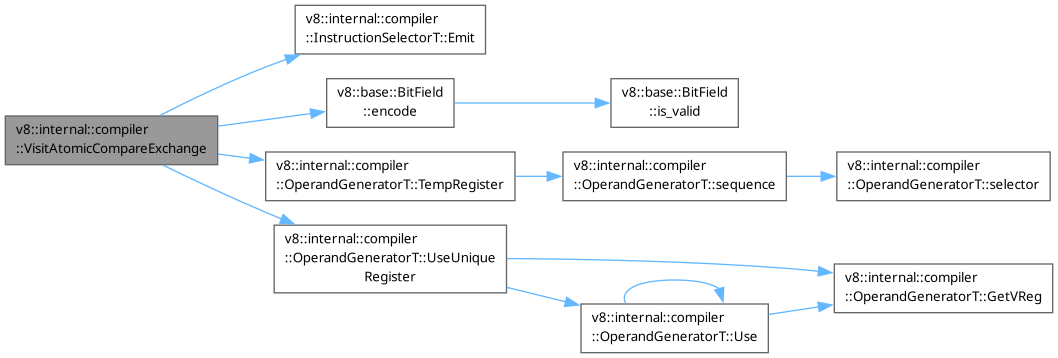 v8::internal::compiler
::InstructionSelectorT::Emit
v8::base::BitField
::encode
v8::base::BitField
::is_valid
v8::internal::compiler
::VisitAtomicCompareExchange
v8::internal::compiler
::OperandGeneratorT::TempRegister
v8::internal::compiler
::OperandGeneratorT::sequence
v8::internal::compiler
::OperandGeneratorT::selector
v8::internal::compiler
::OperandGeneratorT::UseUnique
Register
v8::internal::compiler
::OperandGeneratorT::GetVReg
v8::internal::compiler
::OperandGeneratorT::Use